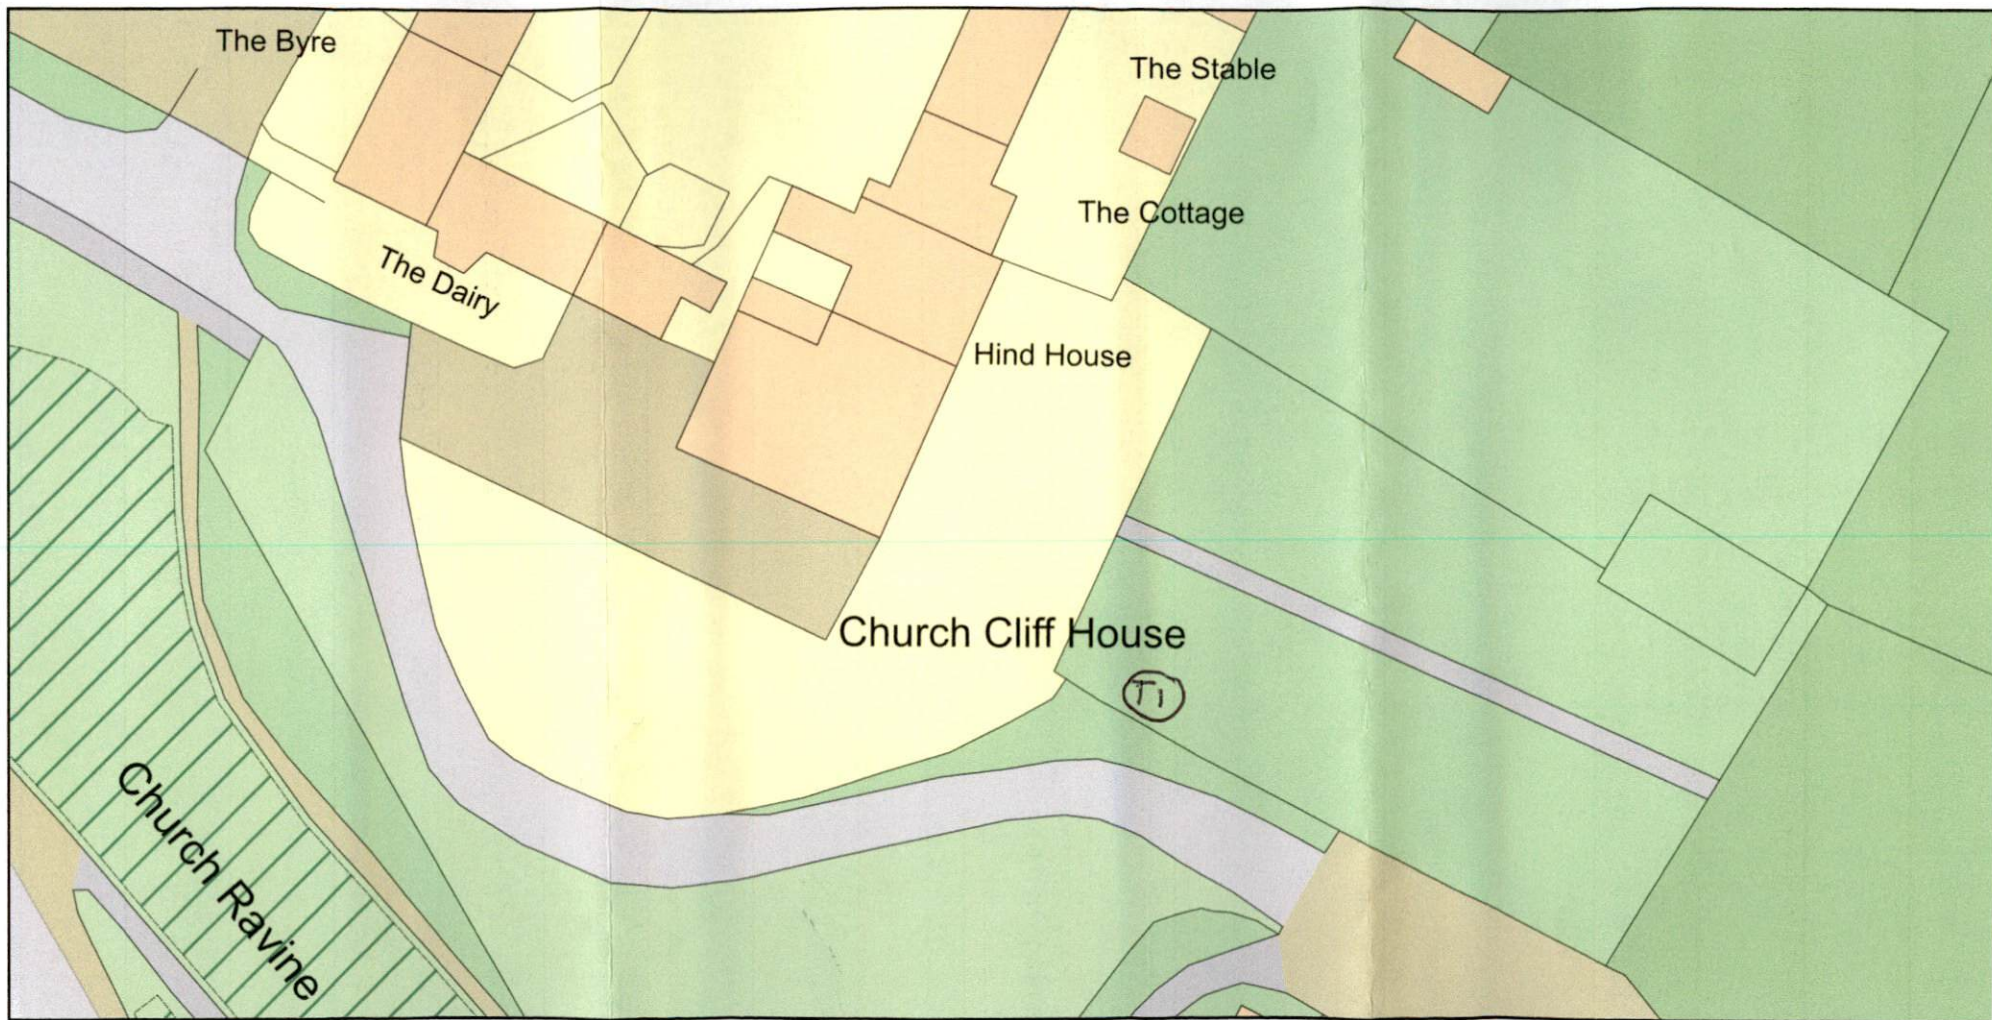 The Byre
The Stable
The Cottage
The Dairy
Hind House
Church Cliff House
T1
Church Ravine